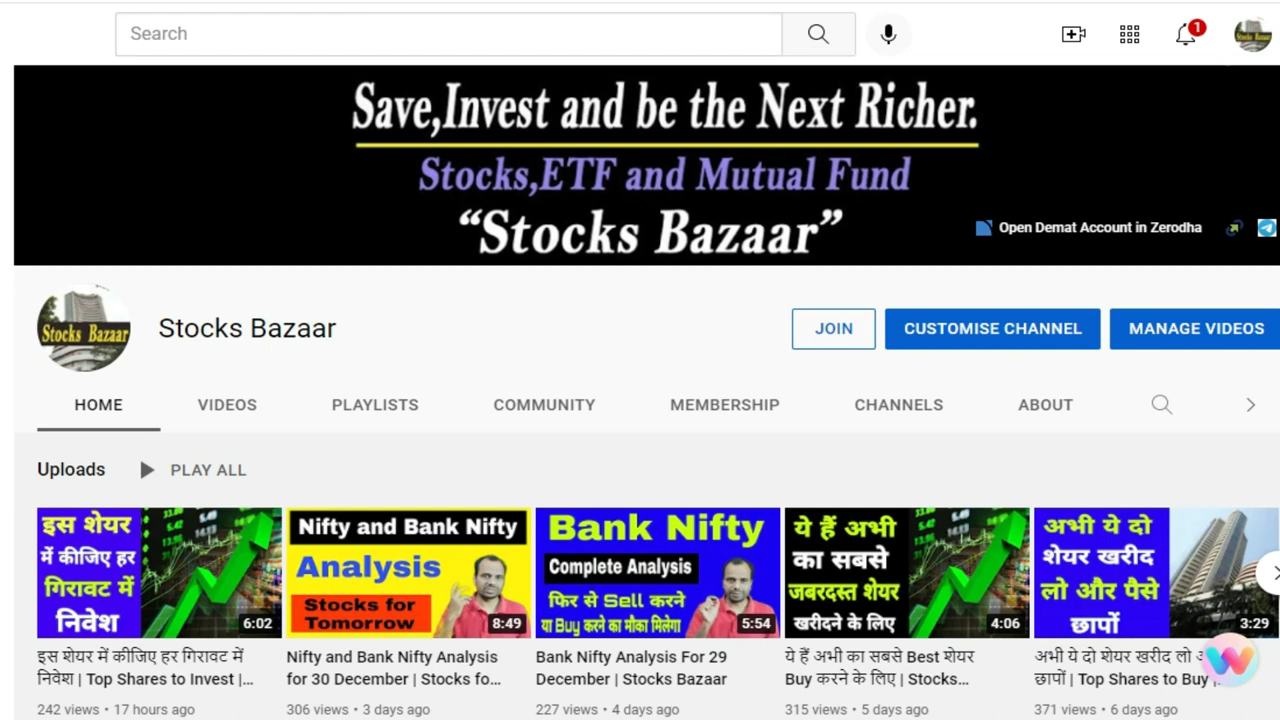 Search
1
Save,Invest and be the Next Richer.
Stocks,ETF and Mutual Fund
“Stocks Bazaar”
Open Demat Account in Zerodha
Stocks Bazaar
Stocks Bazaar
JOIN
CUSTOMISE CHANNEL
MANAGE VIDEOS
HOME
VIDEOS
PLAYLISTS
COMMUNITY
MEMBERSHIP
CHANNELS
ABOUT
Uploads
PLAY ALL
इस शेयर
में कीजिए हर
गिरावट में
निवेश
6:02
Nifty and Bank Nifty
Analysis
Stocks for
Tomorrow
8:49
Bank Nifty
Complete Analysis
फिर से Sell करने
या Buy करने का मौका मिलेगा
5:54
ये हैं अभी
का सबसे
जबरदस्त शेयर
खरीदने के लिए
4:06
अभी ये दो
शेयर खरीद
लो और पैसे
छापों
3:29
इस शेयर में कीजिए हर गिरावट में
निवेश | Top Shares to Invest |...
242 views • 17 hours ago
Nifty and Bank Nifty Analysis
for 30 December | Stocks fo...
306 views • 3 days ago
Bank Nifty Analysis For 29
December | Stocks Bazaar
227 views • 4 days ago
ये हैं अभी का सबसे Best शेयर
Buy करने के लिए | Stocks...
315 views • 5 days ago
अभी ये दो शेयर खरीद लो
छापों | Top Shares to Buy
371 views • 6 days ago